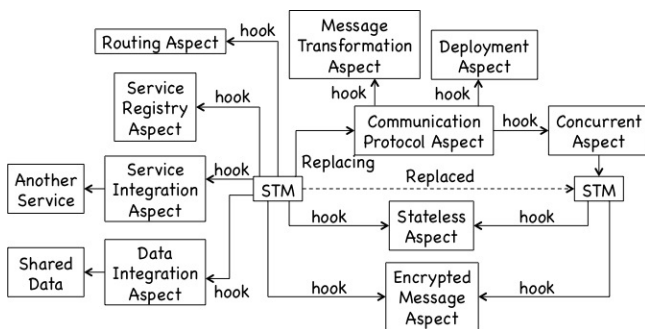 Routing Aspect
hook
Message
Transformation
Aspect
Deployment
Aspect
hook
hook
Service
Registry
Aspect
hook
Communication
Protocol Aspect
hook
Concurrent
Aspect
Replacing
Another
Service
Service
Integration
Aspect
hook
STM
Replaced
STM
hook
Stateless
Aspect
hook
Shared
Data
Data
Integration
Aspect
hook
hook
Encrypted
Message
Aspect
hook